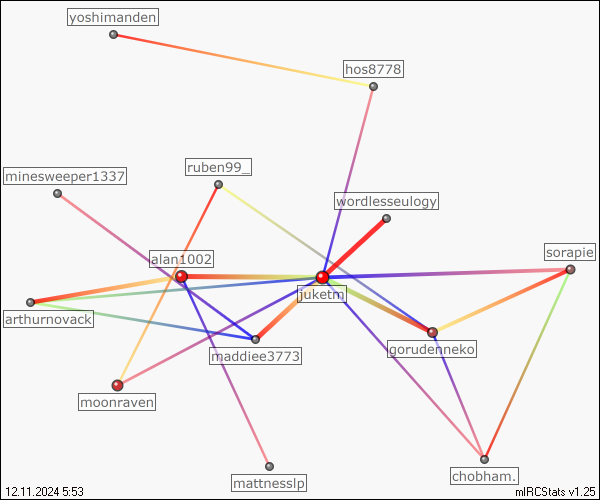 yoshimanden
hos8778
ruben99_
minesweeper1337
wordlesseulogy
alan1002
sorapie
juketm
arthurnovack
gorudenneko
maddiee3773
moonraven
chobham.
mattnesslp
12.11.2024 5:53
mIRCStats v1.25